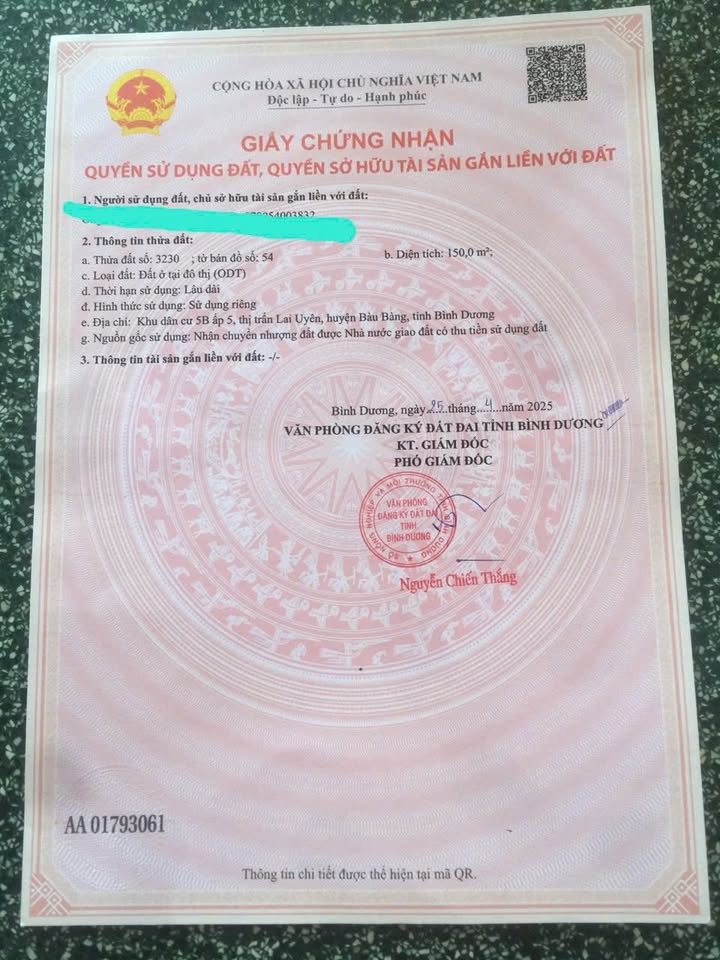 CỘNG HÒA XÃ HỘI CHỦ NGHĨA VIỆT NAM
Độc lập - Tự do - Hạnh phúc
GIẤY CHỨNG NHẬN
QUYỀN SỬ DỤNG ĐẤT, QUYỀN SỞ HỮU TÀI SẢN GẮN LIỀN VỚI ĐẤT
1. Người sử dụng đất, chủ sở hữu tài sản gắn liền với đất:
2. Thông tin thửa đất:
a. Thửa đất số: 3230 ; tờ bản đồ số: 54 b. Diện tích: 150,0 m²;
c. Loại đất: Đất ở tại đô thị (ODT)
d. Thời hạn sử dụng: Lâu dài
đ. Hình thức sử dụng: Sử dụng riêng
e. Địa chỉ: Khu dân cư 5B ấp 5, thị trấn Lai Uyên, huyện Bàu Bàng, tỉnh Bình Dương
g. Nguồn gốc sử dụng: Nhận chuyển nhượng đất được Nhà nước giao đất có thu tiền sử dụng đất
3. Thông tin tài sản gắn liền với đất: -/-
Bình Dương, ngày 25 tháng 4 năm 2025
VĂN PHÒNG ĐĂNG KÝ ĐẤT ĐAI TỈNH BÌNH DƯƠNG
KT. GIÁM ĐỐC
PHÓ GIÁM ĐỐC
SỞ NÔNG NGHIỆP VÀ MÔI TRƯỜNG TỈNH BÌNH DƯƠNG
VĂN PHÒNG
ĐĂNG KÝ ĐẤT ĐAI
TỈNH
BÌNH DƯƠNG
Nguyễn Chiến Thắng
AA 01793061
Thông tin chi tiết được thể hiện tại mã QR.